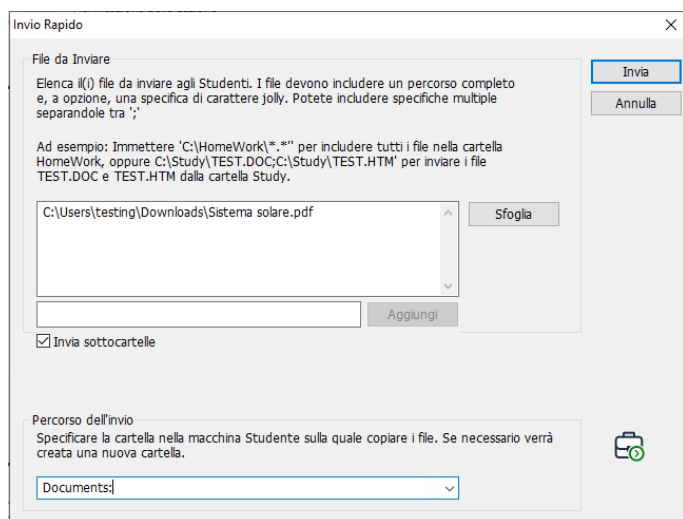 Invio Rapido
File da Inviare
Elenca il(i) file da inviare agli Studenti. I file devono includere un percorso completo
e, a opzione, una specifica di carattere jolly. Potete includere specifiche multiple
separandole tra ';'
Ad esempio: Immettere 'C:\HomeWork\*.*'' per includere tutti i file nella cartella
HomeWork, oppure C:\Study\TEST.DOC;C:\Study\TEST.HTM' per inviare i file
TEST.DOC e TEST.HTM dalla cartella Study.
C:\Users\testing\Downloads\Sistema solare.pdf
Sfoglia
Aggiungi
Invia sottocartelle
Invia
Annulla
Percorso dell'invio
Specificare la cartella nella macchina Studente sulla quale copiare i file. Se necessario verrà
creata una nuova cartella.
Documents: